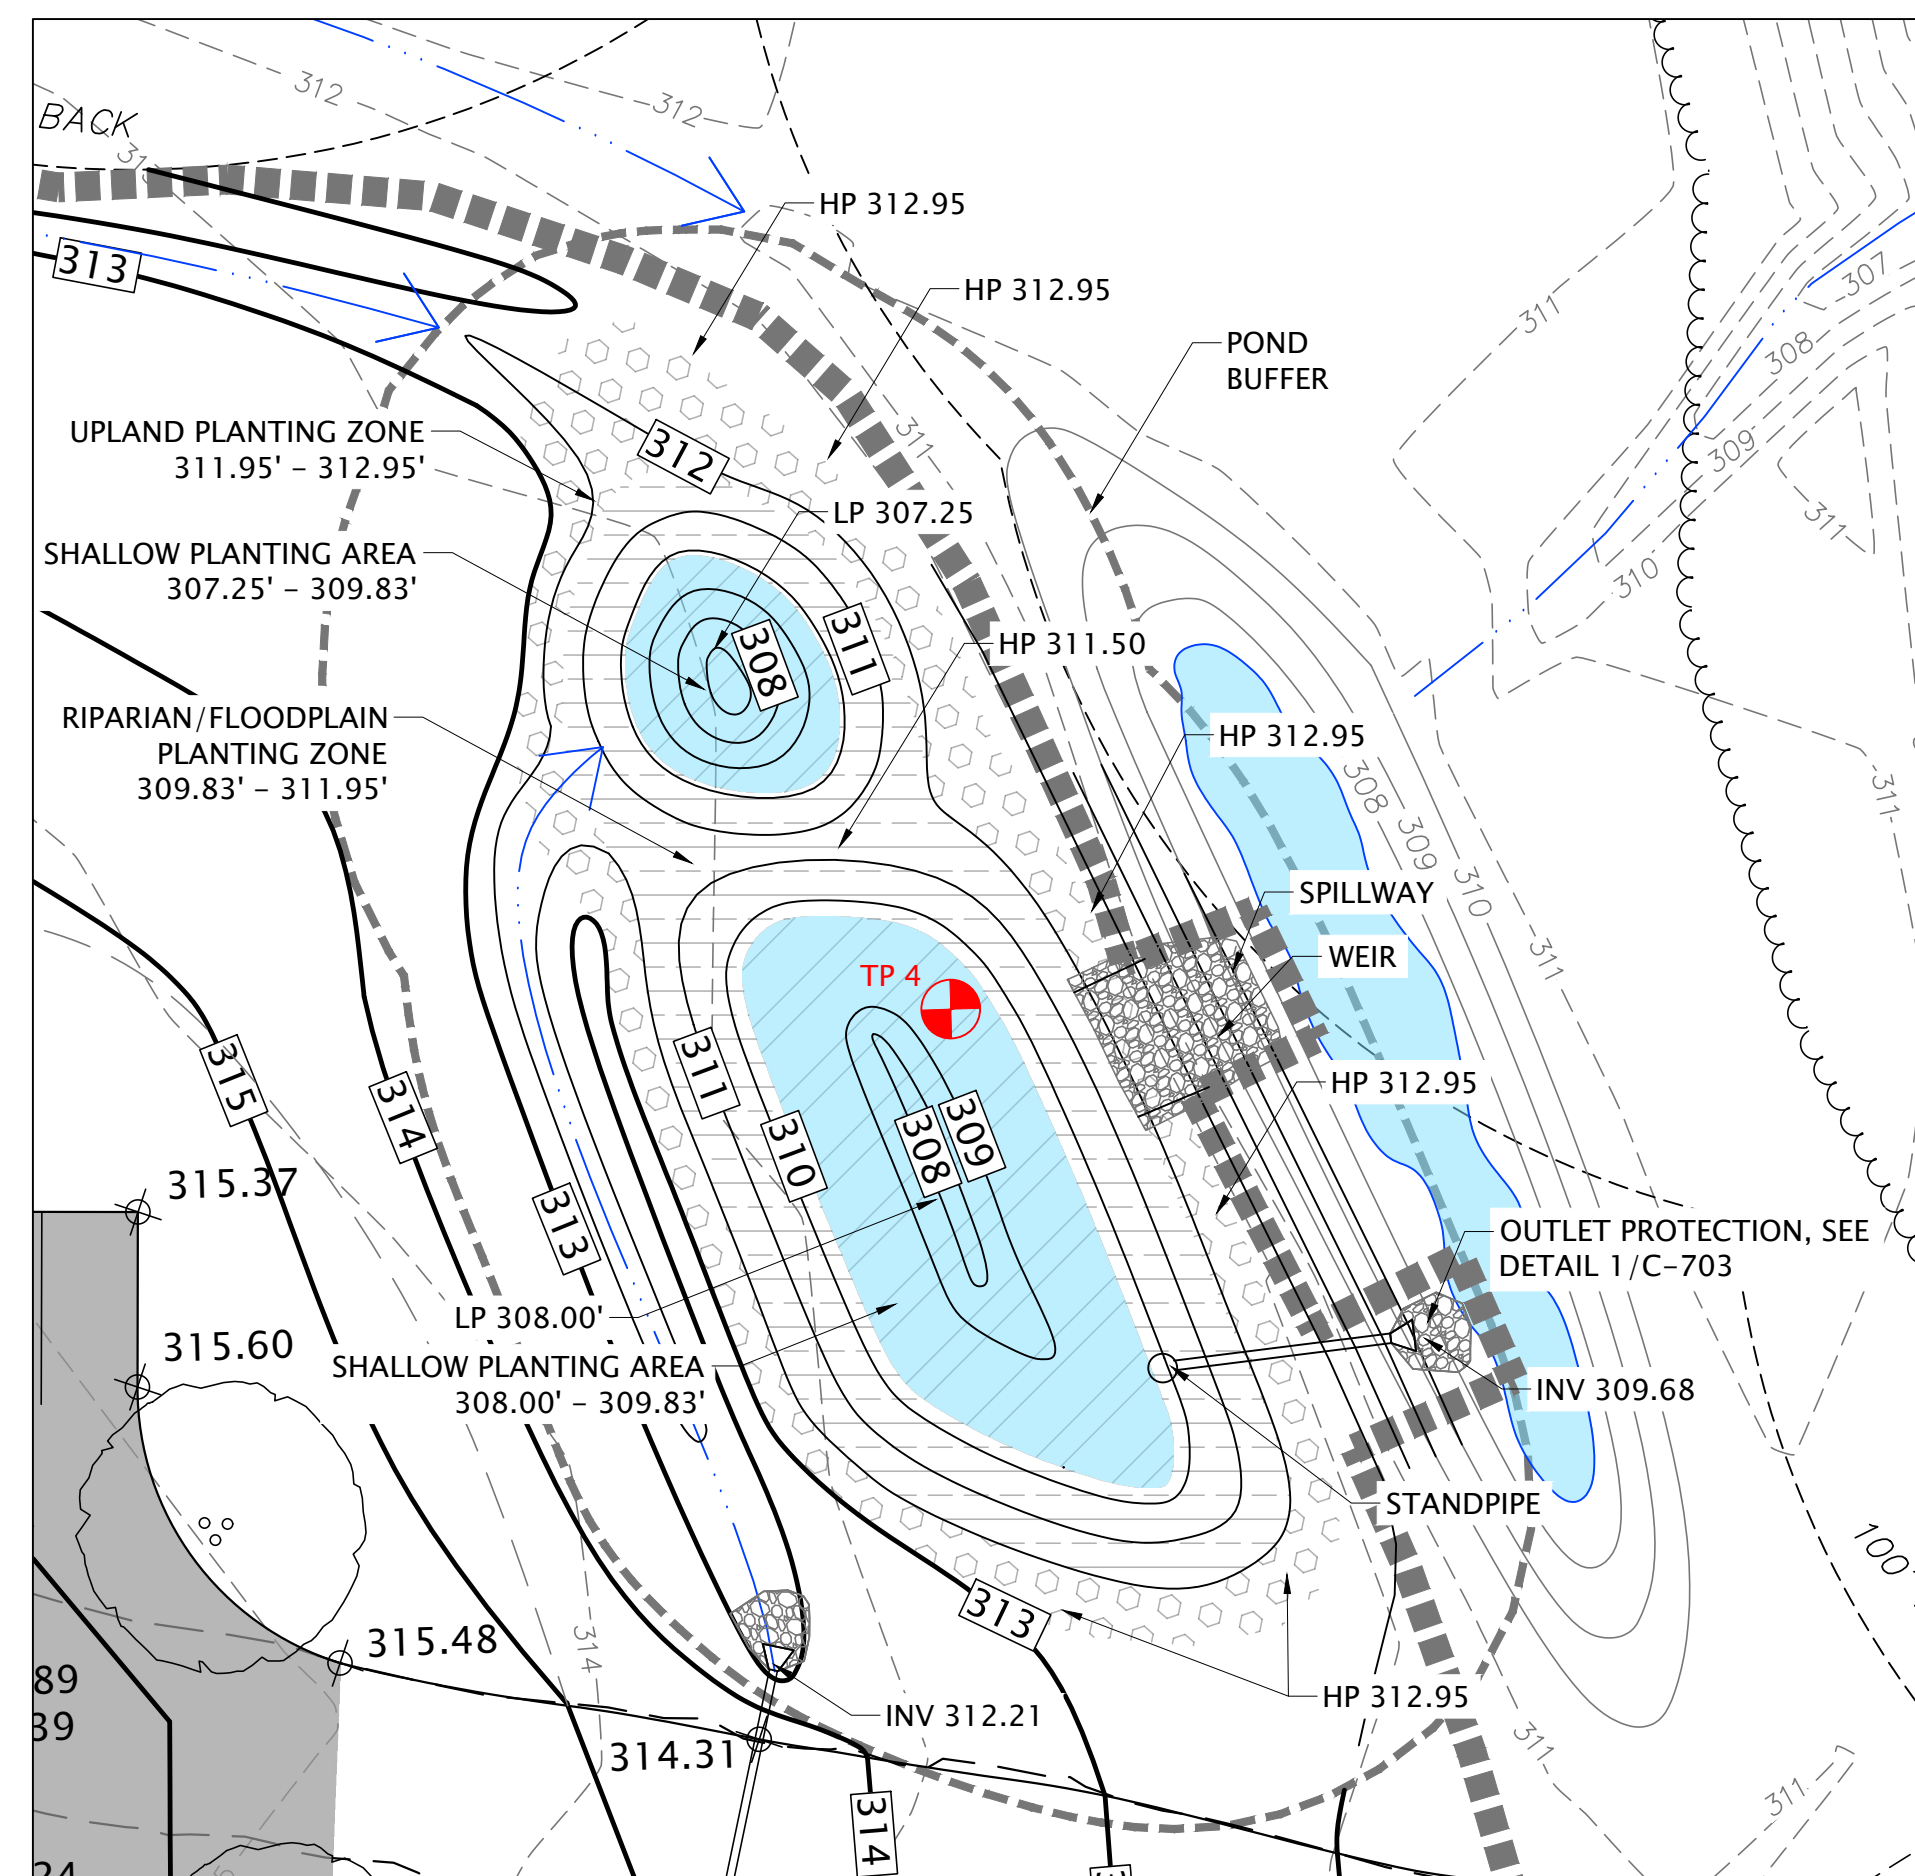 312
312
BACK
HP 312.95
313
HP 312.95
307
311
308
POND
BUFFER
311
UPLAND PLANTING ZONE
311.95' – 312.95'
312
309
311
LP 307.25
SHALLOW PLANTING AREA
307.25' – 309.83'
310
308
311
HP 311.50
RIPARIAN/FLOODPLAIN
PLANTING ZONE
309.83' – 311.95'
HP 312.95
308
309
311
310
SPILLWAY
311
WEIR
TP 4
315
314
311
310
308
309
HP 312.95
315.37
313
OUTLET PROTECTION, SEE
DETAIL 1/C–703
LP 308.00'
315.60
SHALLOW PLANTING AREA
308.00' – 309.83'
INV 309.68
STANDPIPE
100
313
315.48
314
89
39
HP 312.95
INV 312.21
314.31
311
311
314